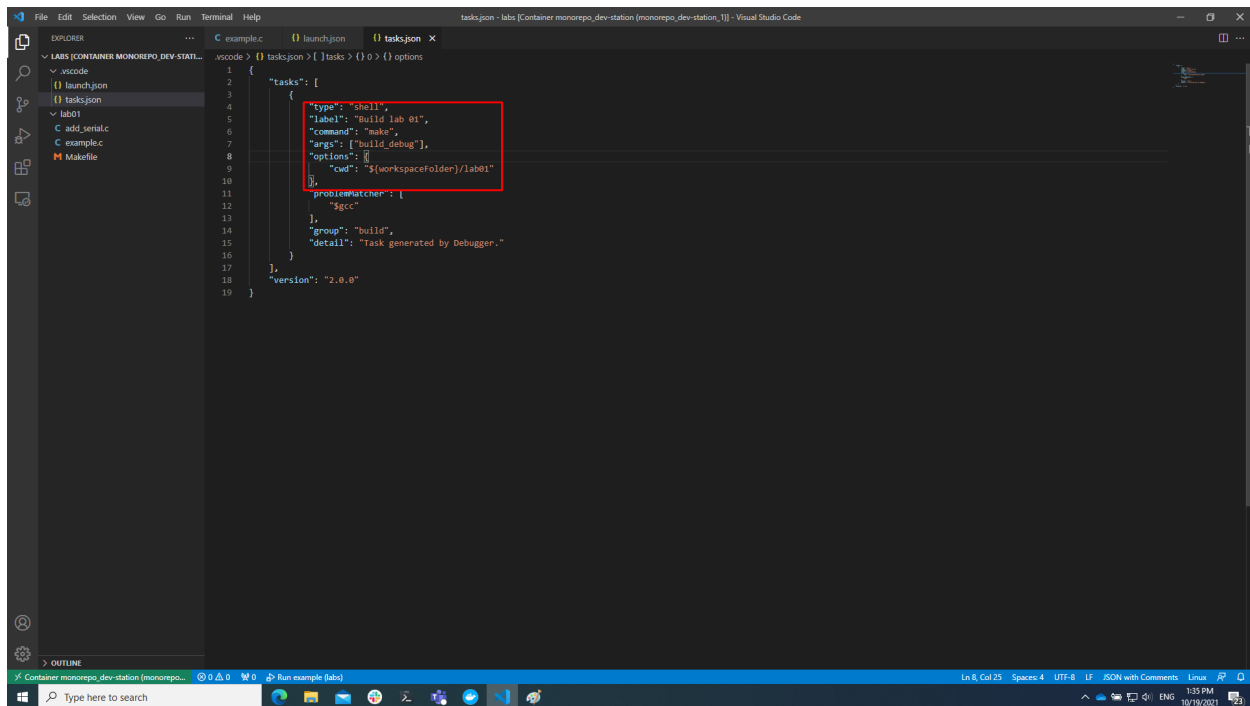 File Edit Selection View Go Run Terminal Help
tasks.json - labs [Container monorepo_dev-station (monorepo_dev-station_1)] - Visual Studio Code
EXPLORER
LABS [CONTAINER MONOREPO_DEV-STATI...
.vscode
{} launch.json
{} tasks.json
lab01
C add_serial.c
C example.c
M Makefile
OUTLINE
C example.c {} launch.json {} tasks.json
.vscode > {} tasks.json > [ ] tasks > {} 0 > {} options
1 {
2 "tasks": [
3 {
4 "type": "shell",
5 "label": "Build lab 01",
6 "command": "make",
7 "args": ["build_debug"],
8 "options": {
9 "cwd": "${workspaceFolder}/lab01"
10 },
11 "problemMatcher": [
12 "$gcc"
13 ],
14 "group": "build",
15 "detail": "Task generated by Debugger."
16 }
17 ],
18 "version": "2.0.0"
19 }
Container monorepo_dev-station (monorepo... 0 0 0 Run example (labs) Ln 8, Col 25 Spaces: 4 UTF-8 LF JSON with Comments Linux
Type here to search
ENG
1:35 PM
10/19/2021
23